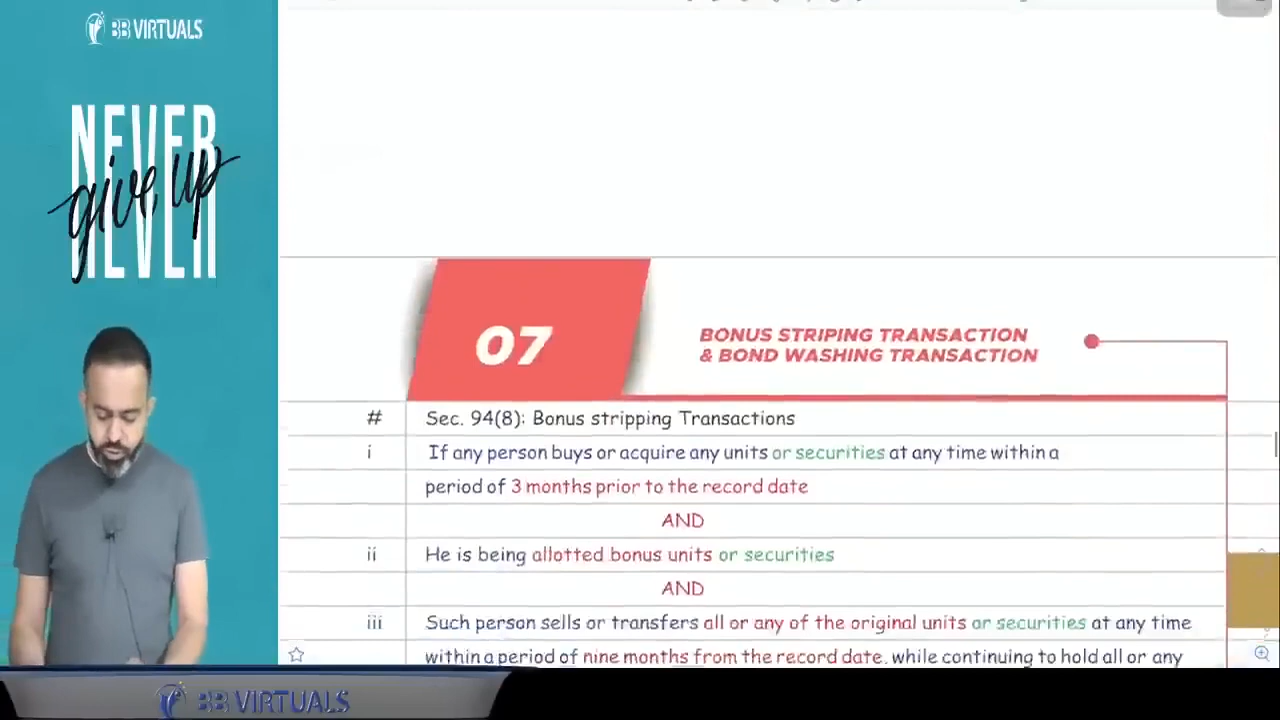 BB VIRTUALS
NEVER
give up
NEVER
07
BONUS STRIPING TRANSACTION
& BOND WASHING TRANSACTION
# Sec. 94(8): Bonus stripping Transactions
i If any person buys or acquire any units or securities at any time within a
period of 3 months prior to the record date
AND
ii He is being allotted bonus units or securities
AND
iii Such person sells or transfers all or any of the original units or securities at any time
within a period of nine months from the record date, while continuing to hold all or any
BB VIRTUALS